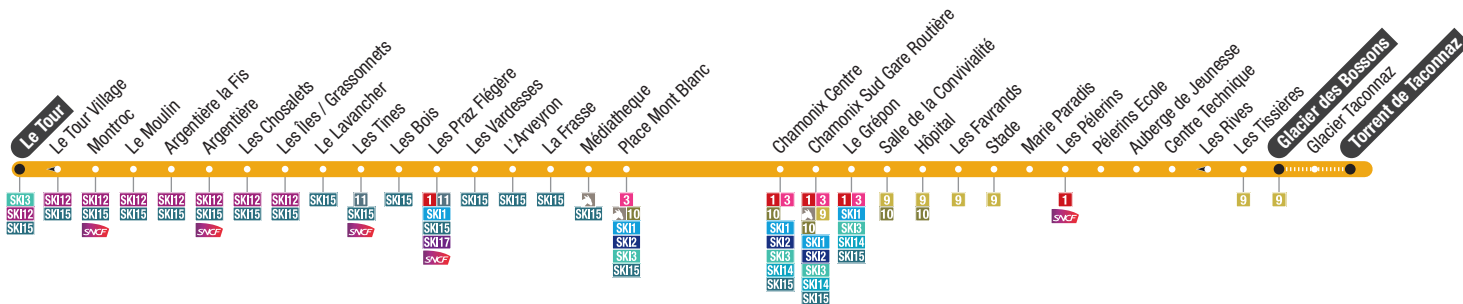 Le Tour
Le Tour Village
Montroc
Le Moulin
Argentière la Fis
Argentière
Les Chosalets
Les Îles / Grassonnets
Le Lavancher
Les Tines
Les Bois
Les Praz Flégère
Les Vardesses
L'Arveyron
La Frasse
Médiatheque
Place Mont Blanc
Chamonix Centre
Chamonix Sud Gare Routière
Le Grépon
Salle de la Convivialité
Hôpital
Les Favrands
Stade
Marie Paradis
Les Pélerins
Pélerins Ecole
Auberge de Jeunesse
Centre Technique
Les Rives
Les Tissières
Glacier des Bossons
Glacier Taconnaz
Torrent de Taconnaz
SKI3
SKI12
SKI15
SKI12
SKI15
SKI12
SKI15
SNCF
SKI12
SKI15
SKI12
SKI15
SKI12
SKI15
SNCF
SKI12
SKI15
SKI12
SKI15
SKI15
11
SKI15
SNCF
SKI15
1 11
SKI1
SKI15
SKI17
SNCF
SKI15
SKI15
SKI15
SKI15
3
10
SKI1
SKI2
SKI3
SKI15
1 3
10
SKI1
SKI2
SKI3
SKI14
SKI15
1 3
9
10
SKI1
SKI2
SKI3
SKI14
SKI15
1 3
SKI1
SKI3
SKI14
SKI15
9
10
9
10
9
9
1
SNCF
9
9